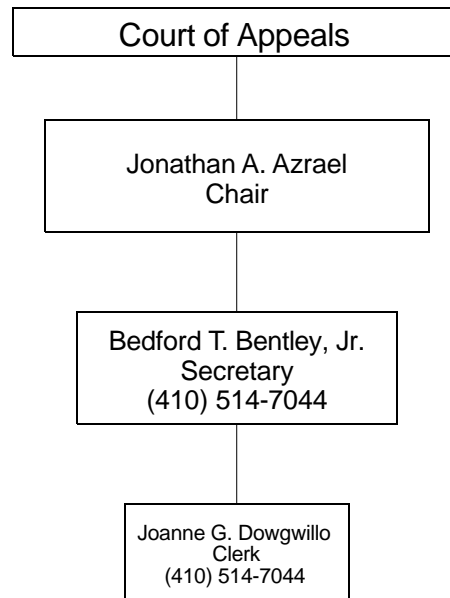 Court of Appeals
Jonathan A. Azrael
Chair
Bedford T. Bentley, Jr.
Secretary
(410) 514-7044
Joanne G. Dowgwillo
Clerk
(410) 514-7044